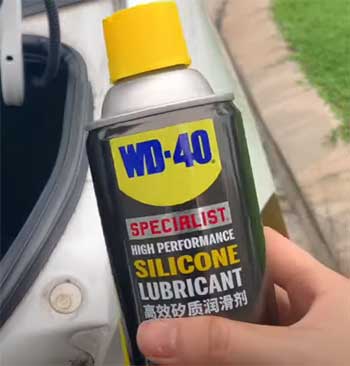 WD-40
SPECIALIST
HIGH PERFORMANCE
SILICONE
LUBRICANT
高效矽质润滑剂